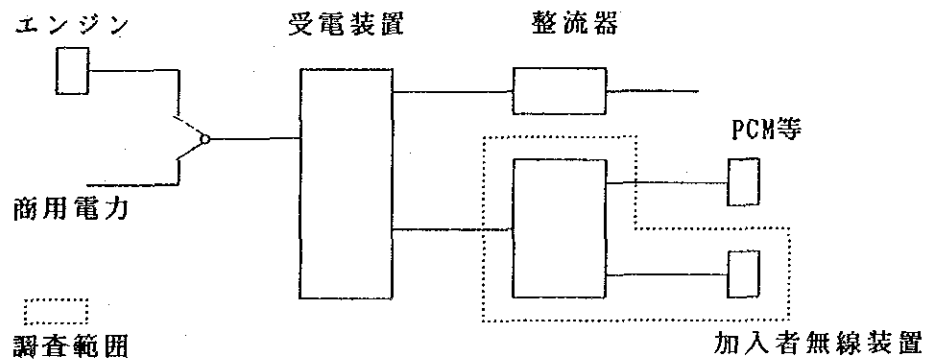 エンジン
受電装置
整流器
PCM等
商用電力
調査範囲
加入者無線装置